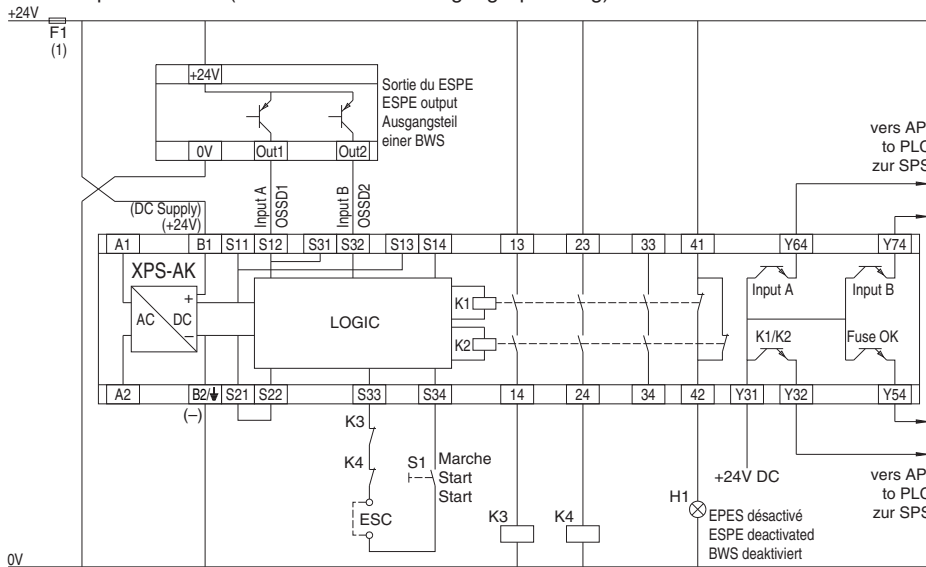 +24V
F1
(1)
+24V
Sortie du ESPE
ESPE output
Ausgangsteil
einer BWS
0V Out1 Out2
vers AP
to PLC
zur SPS
Input A
OSSD1
Input B
OSSD2
(DC Supply)
(+24V)
A1 B1 S11 S12 S31 S32 S13 S14 13 23 33 41 Y64 Y74
XPS-AK
AC DC + −
LOGIC
K1
K2
Input A
Input B
K1/K2
Fuse OK
A2 B2/ S21 S22 S33 S34 14 24 34 42 Y31 Y32 Y54
(–)
K3
K4
ESC
S1
Marche
Start
Start
K3
K4
H1
EPES désactivé
ESPE deactivated
BWS deaktiviert
+24V DC
vers AP
to PLC
zur SPS
0V